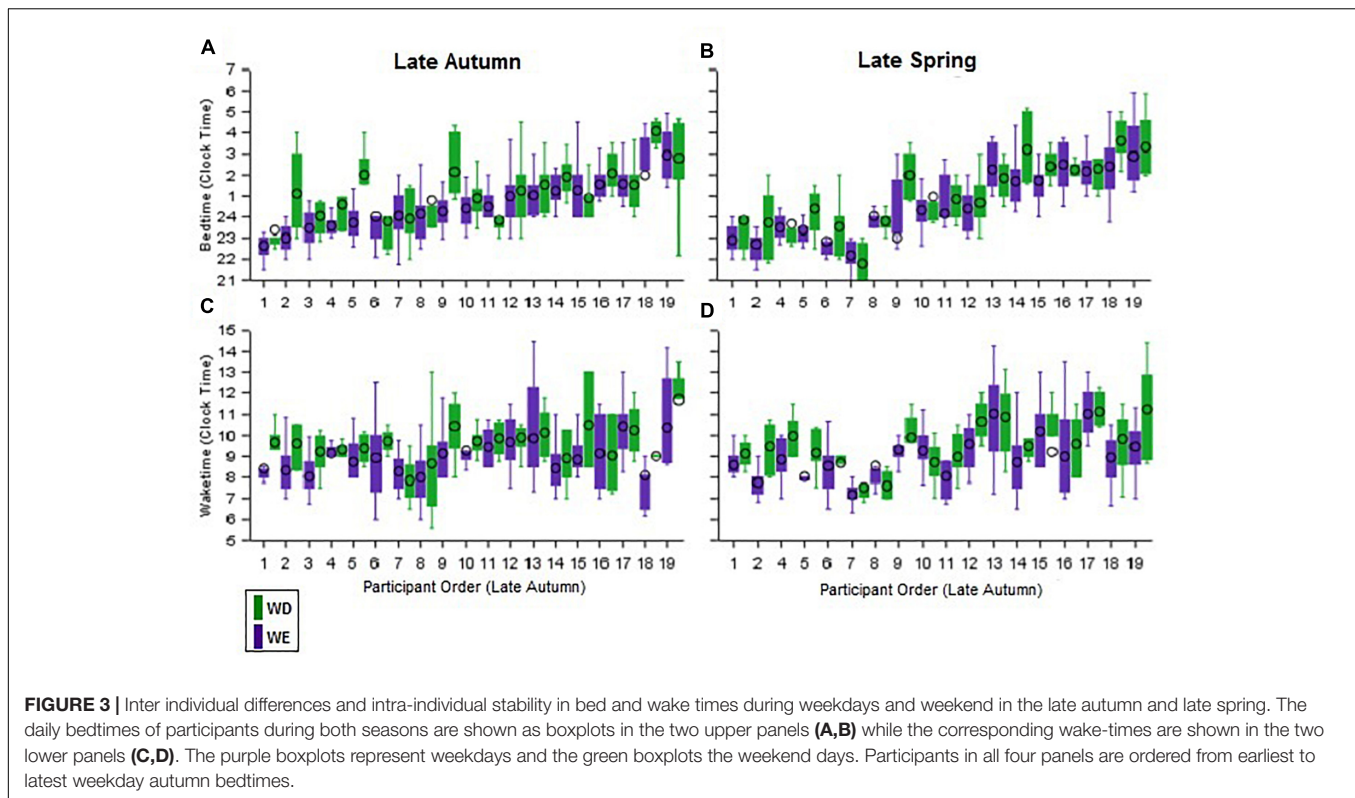 A
Late Autumn
B
Late Spring
Bedtime (Clock Time)
7
6
5
4
3
2
1
24
23
22
21
1 2 3 4 5 6 7 8 9 10 11 12 13 14 15 16 17 18 19
1 2 3 4 5 6 7 8 9 10 11 12 13 14 15 16 17 18 19
C
D
Waketime (Clock Time)
15
14
13
12
11
10
9
8
7
6
5
1 2 3 4 5 6 7 8 9 10 11 12 13 14 15 16 17 18 19
1 2 3 4 5 6 7 8 9 10 11 12 13 14 15 16 17 18 19
Participant Order (Late Autumn)
Participant Order (Late Autumn)
WD
WE
FIGURE 3 | Inter individual differences and intra-individual stability in bed and wake times during weekdays and weekend in the late autumn and late spring. The
daily bedtimes of participants during both seasons are shown as boxplots in the two upper panels (A,B) while the corresponding wake-times are shown in the two
lower panels (C,D). The purple boxplots represent weekdays and the green boxplots the weekend days. Participants in all four panels are ordered from earliest to
latest weekday autumn bedtimes.